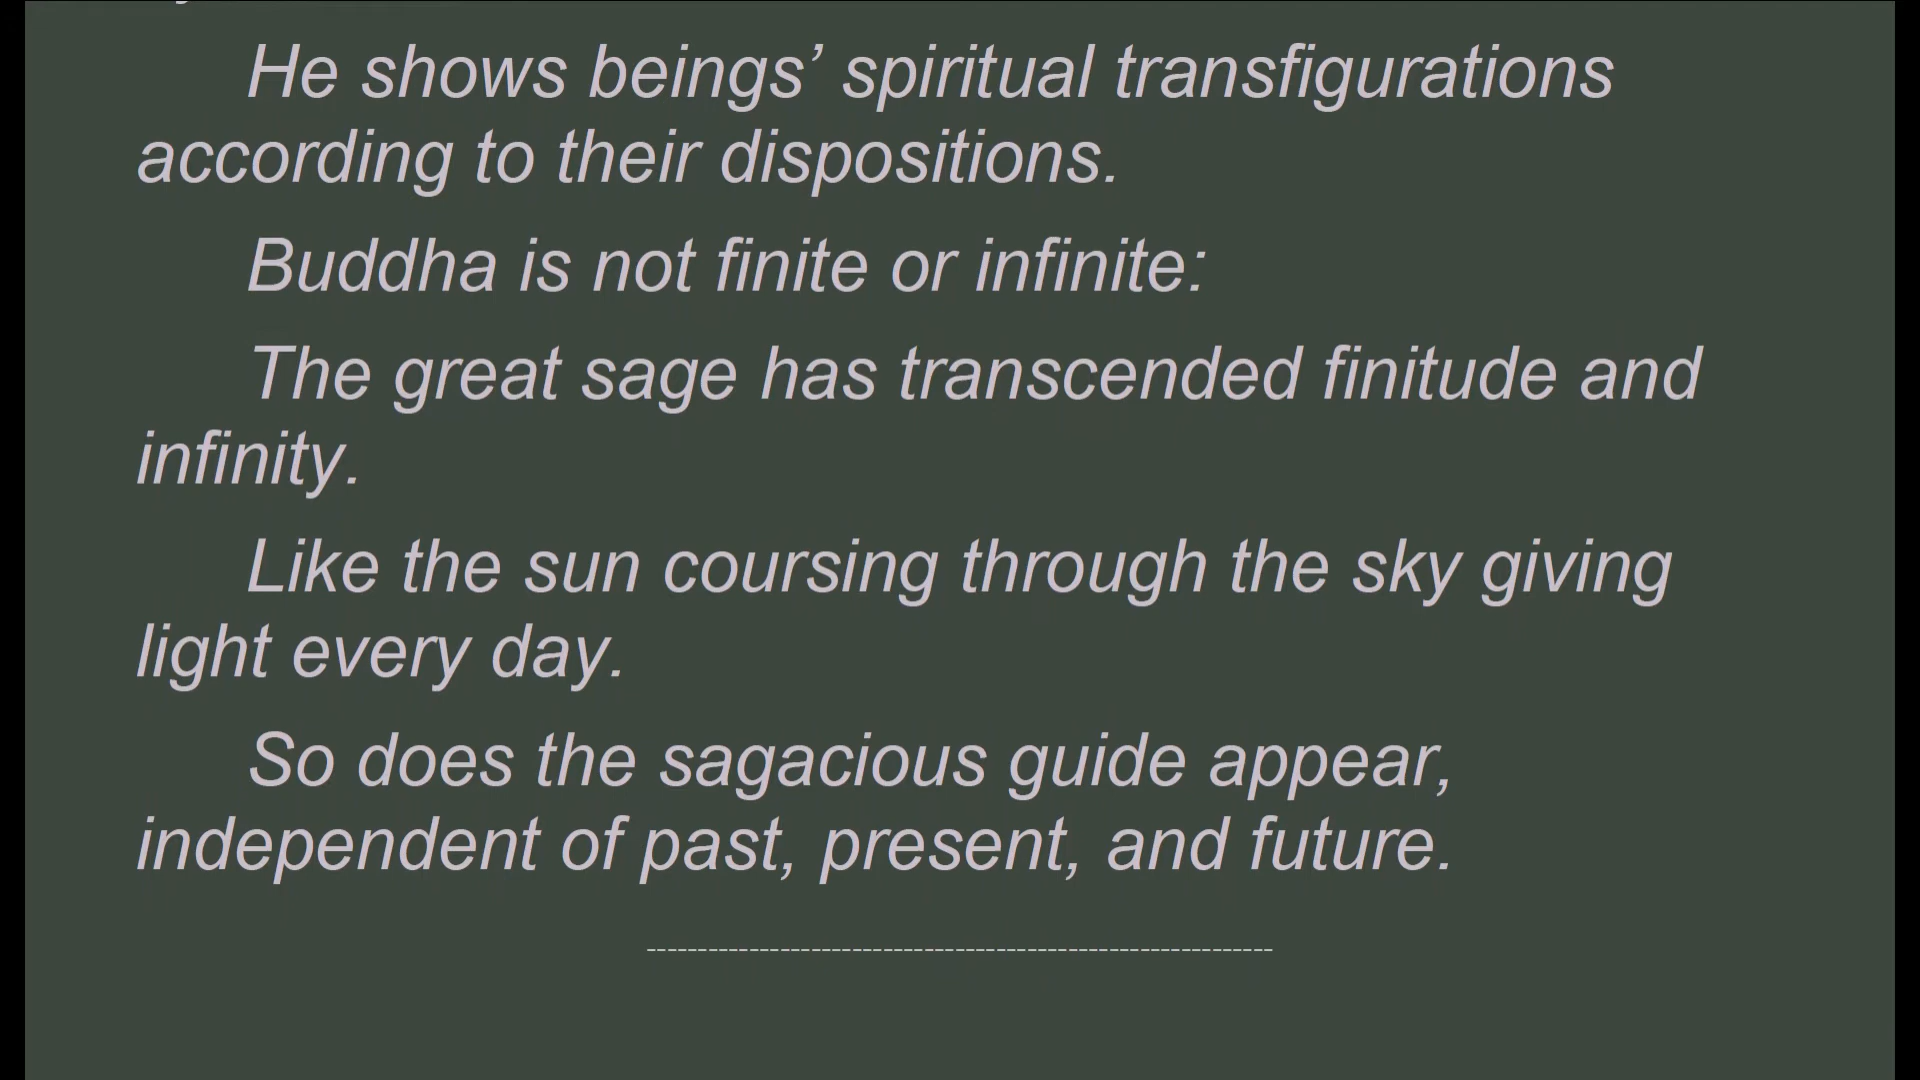 He shows beings’ spiritual transfigurations
according to their dispositions.
Buddha is not finite or infinite:
The great sage has transcended finitude and
infinity.
Like the sun coursing through the sky giving
light every day.
So does the sagacious guide appear,
independent of past, present, and future.
-------------------------------------------------------------